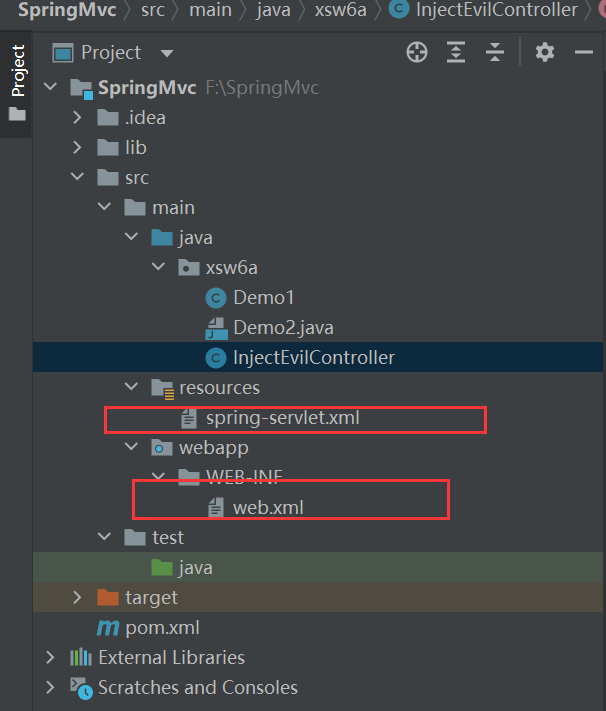 SpringMvc › src › main › java › xsw6a › InjectEvilController ›
Project
Project
SpringMvc F:\SpringMvc
.idea
lib
src
main
java
xsw6a
Demo1
Demo2.java
InjectEvilController
resources
spring-servlet.xml
webapp
WEB-INF
web.xml
test
java
target
pom.xml
External Libraries
Scratches and Consoles